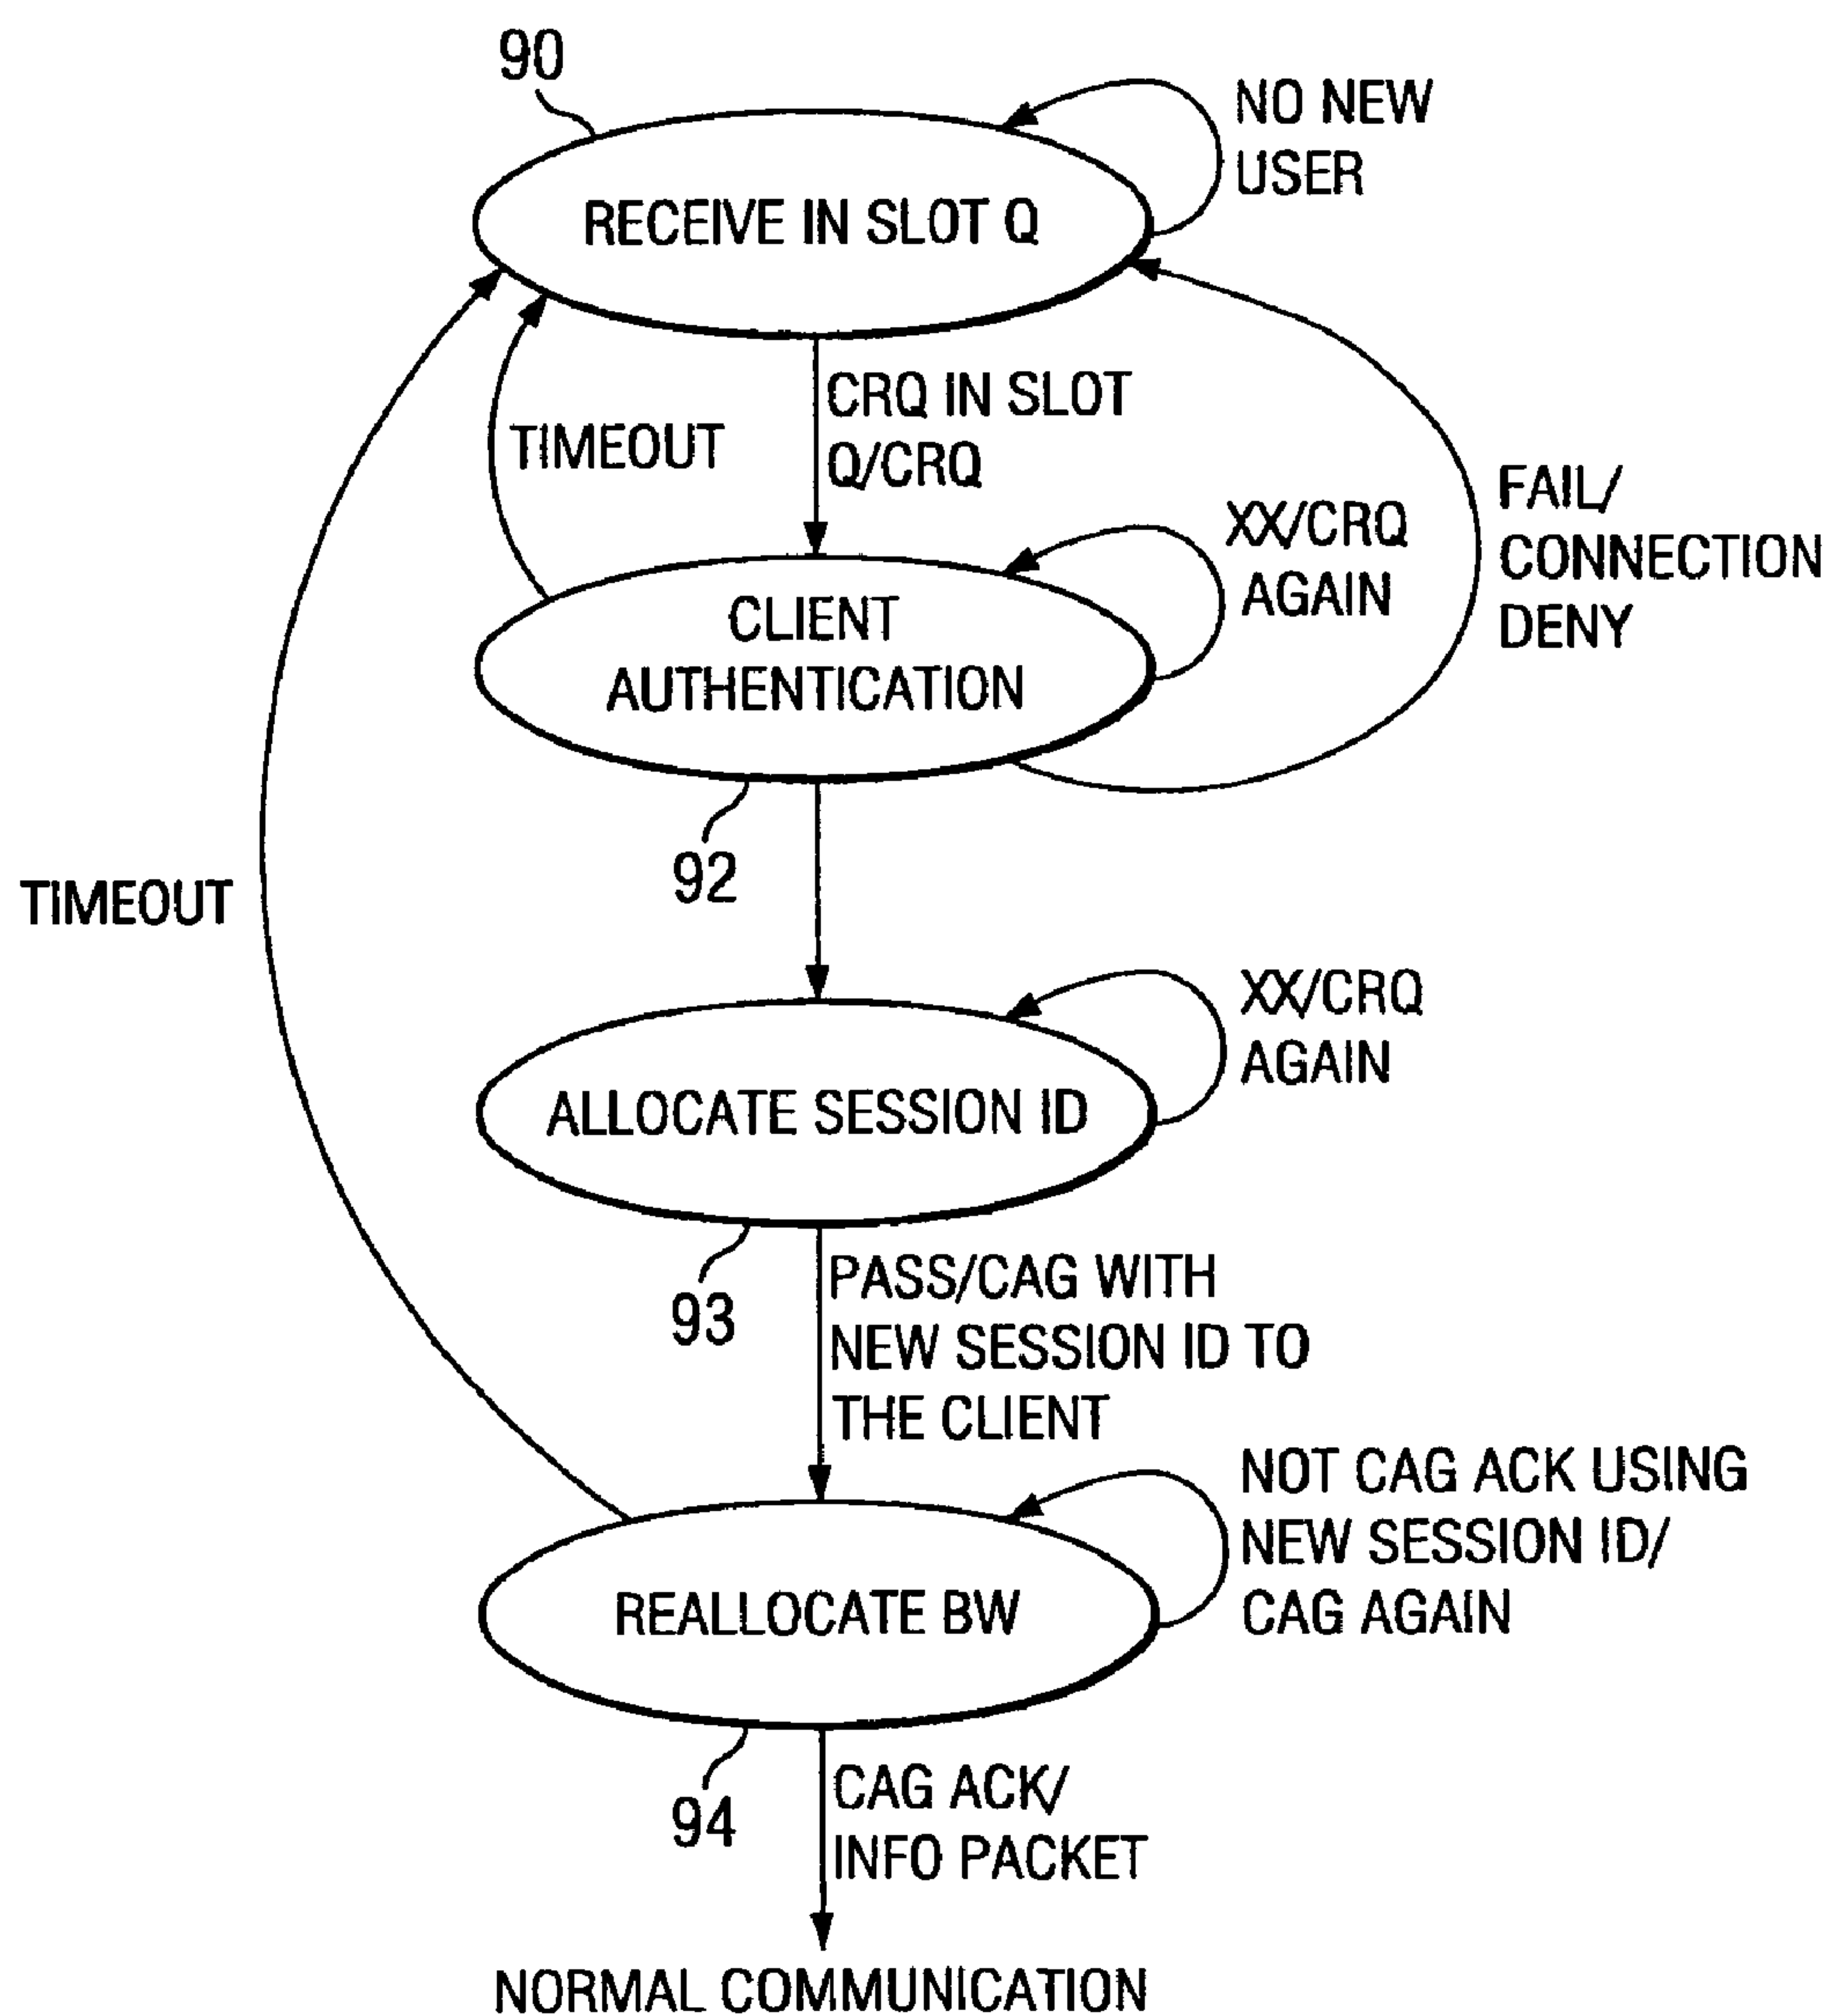 90
NO NEW
USER
RECEIVE IN SLOT Q
CRQ IN SLOT
Q/CRQ
TIMEOUT
FAIL/
CONNECTION
DENY
XX/CRQ
AGAIN
CLIENT
AUTHENTICATION
92
TIMEOUT
XX/CRQ
AGAIN
ALLOCATE SESSION ID
93
PASS/CAG WITH
NEW SESSION ID TO
THE CLIENT
NOT CAG ACK USING
NEW SESSION ID/
CAG AGAIN
REALLOCATE BW
94
CAG ACK/
INFO PACKET
NORMAL COMMUNICATION